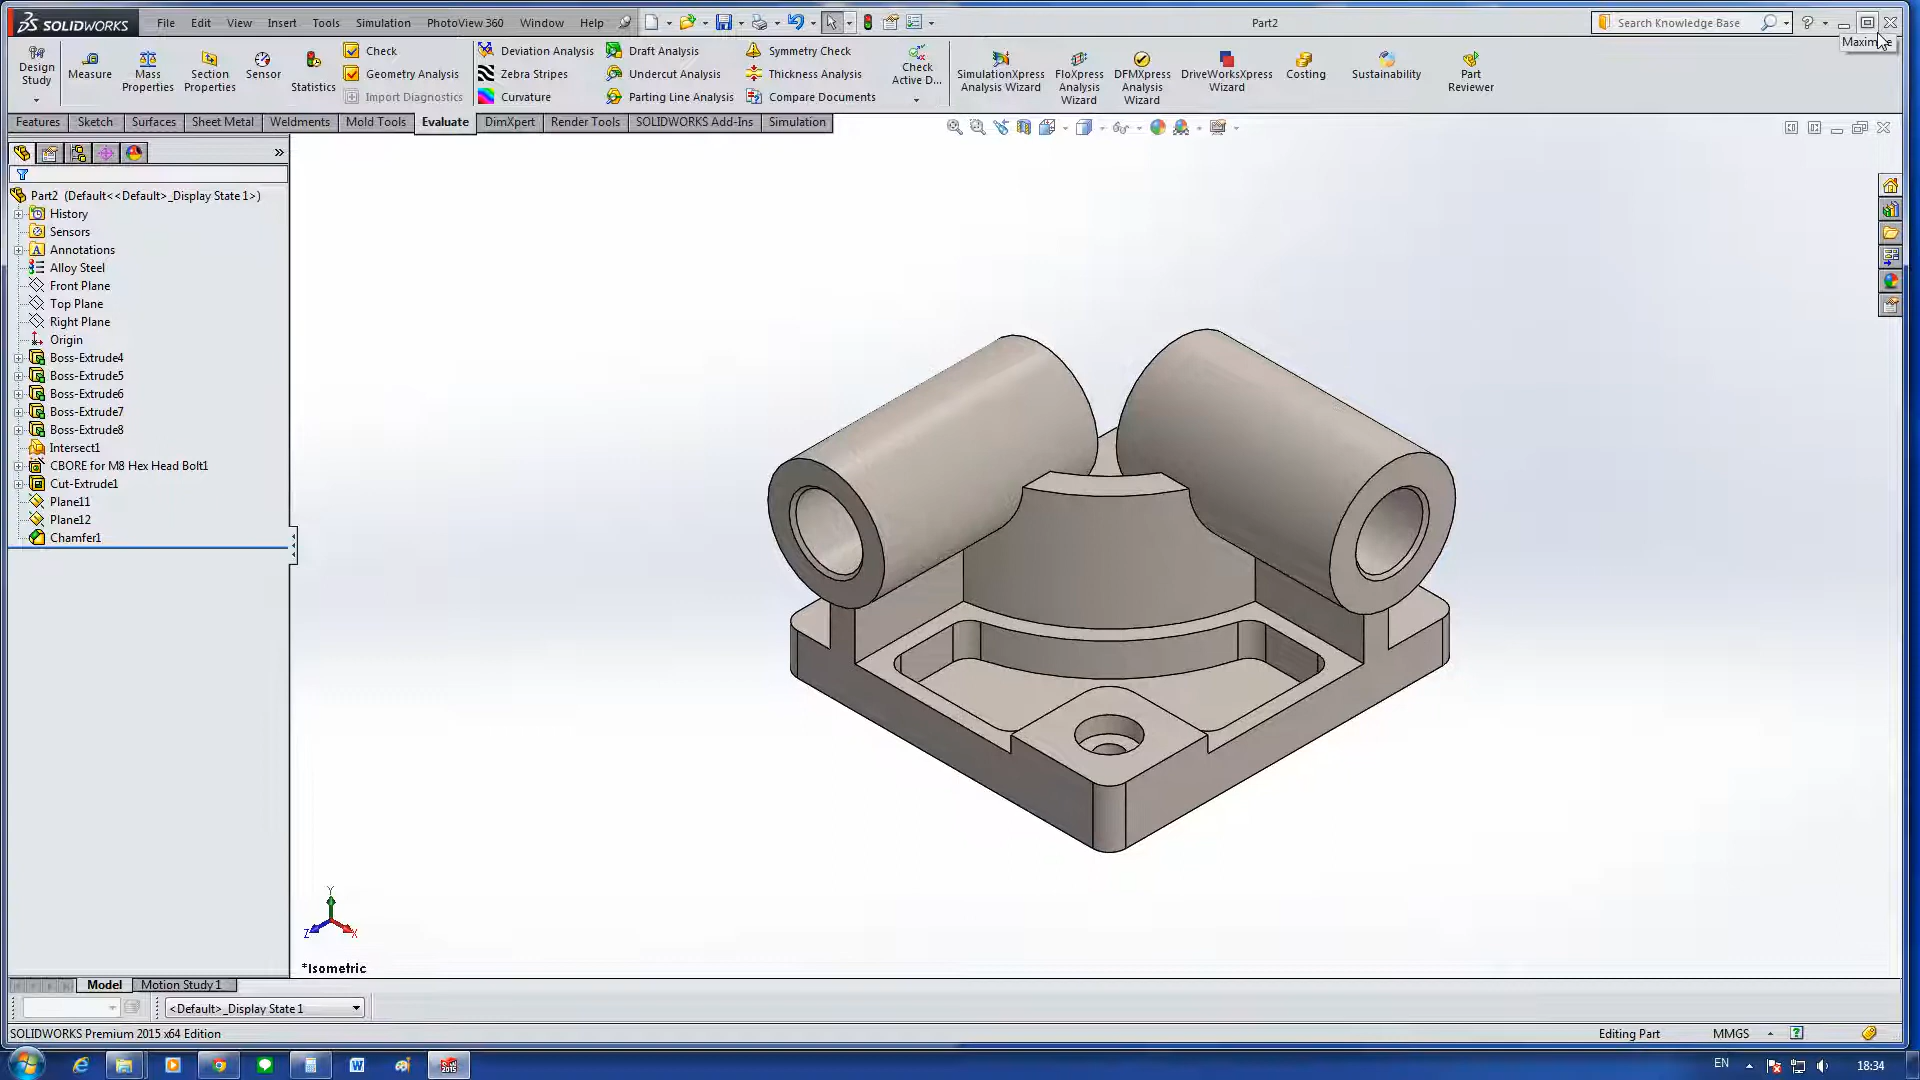 SOLIDWORKS
File Edit View Insert Tools Simulation PhotoView 360 Window Help
Part2
Search Knowledge Base
Maximize
Design Study
Measure
Mass Properties
Section Properties
Sensor
Statistics
Check
Geometry Analysis
Import Diagnostics
Deviation Analysis
Zebra Stripes
Curvature
Draft Analysis
Undercut Analysis
Parting Line Analysis
Symmetry Check
Thickness Analysis
Compare Documents
Check Active D...
SimulationXpress Analysis Wizard
FloXpress Analysis Wizard
DFMXpress Analysis Wizard
DriveWorksXpress Wizard
Costing
Sustainability
Part Reviewer
Features Sketch Surfaces Sheet Metal Weldments Mold Tools Evaluate DimXpert Render Tools SOLIDWORKS Add-Ins Simulation
Part2 (Default<<Default>_Display State 1>)
History
Sensors
Annotations
Alloy Steel
Front Plane
Top Plane
Right Plane
Origin
Boss-Extrude4
Boss-Extrude5
Boss-Extrude6
Boss-Extrude7
Boss-Extrude8
Intersect1
CBORE for M8 Hex Head Bolt1
Cut-Extrude1
Plane11
Plane12
Chamfer1
Y
Z
X
*Isometric
Model Motion Study 1
<Default>_Display State 1
SOLIDWORKS Premium 2015 x64 Edition
Editing Part
MMGS
EN
18:34